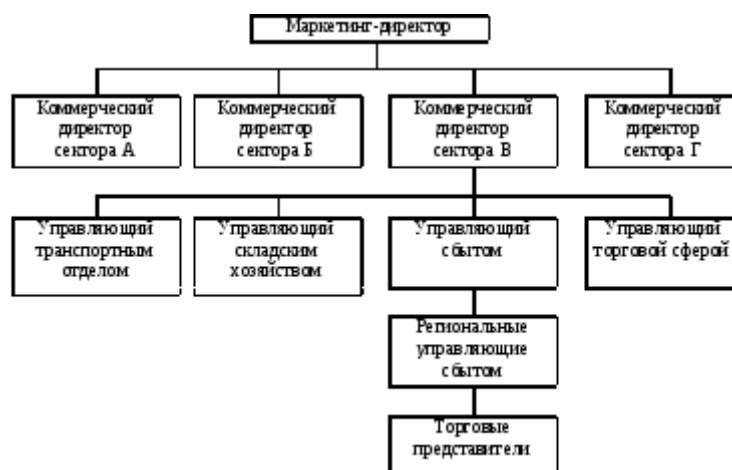 Маркетинг-директор
Коммерческий
директор
сектора А
Коммерческий
директор
сектора Б
Коммерческий
директор
сектора В
Коммерческий
директор
сектора Г
Управляющий
транспортным
отделом
Управляющий
складским
хозяйством
Управляющий
сбытом
Управляющий
торговой сферой
Региональные
управляющие
сбытом
Торговые
представители